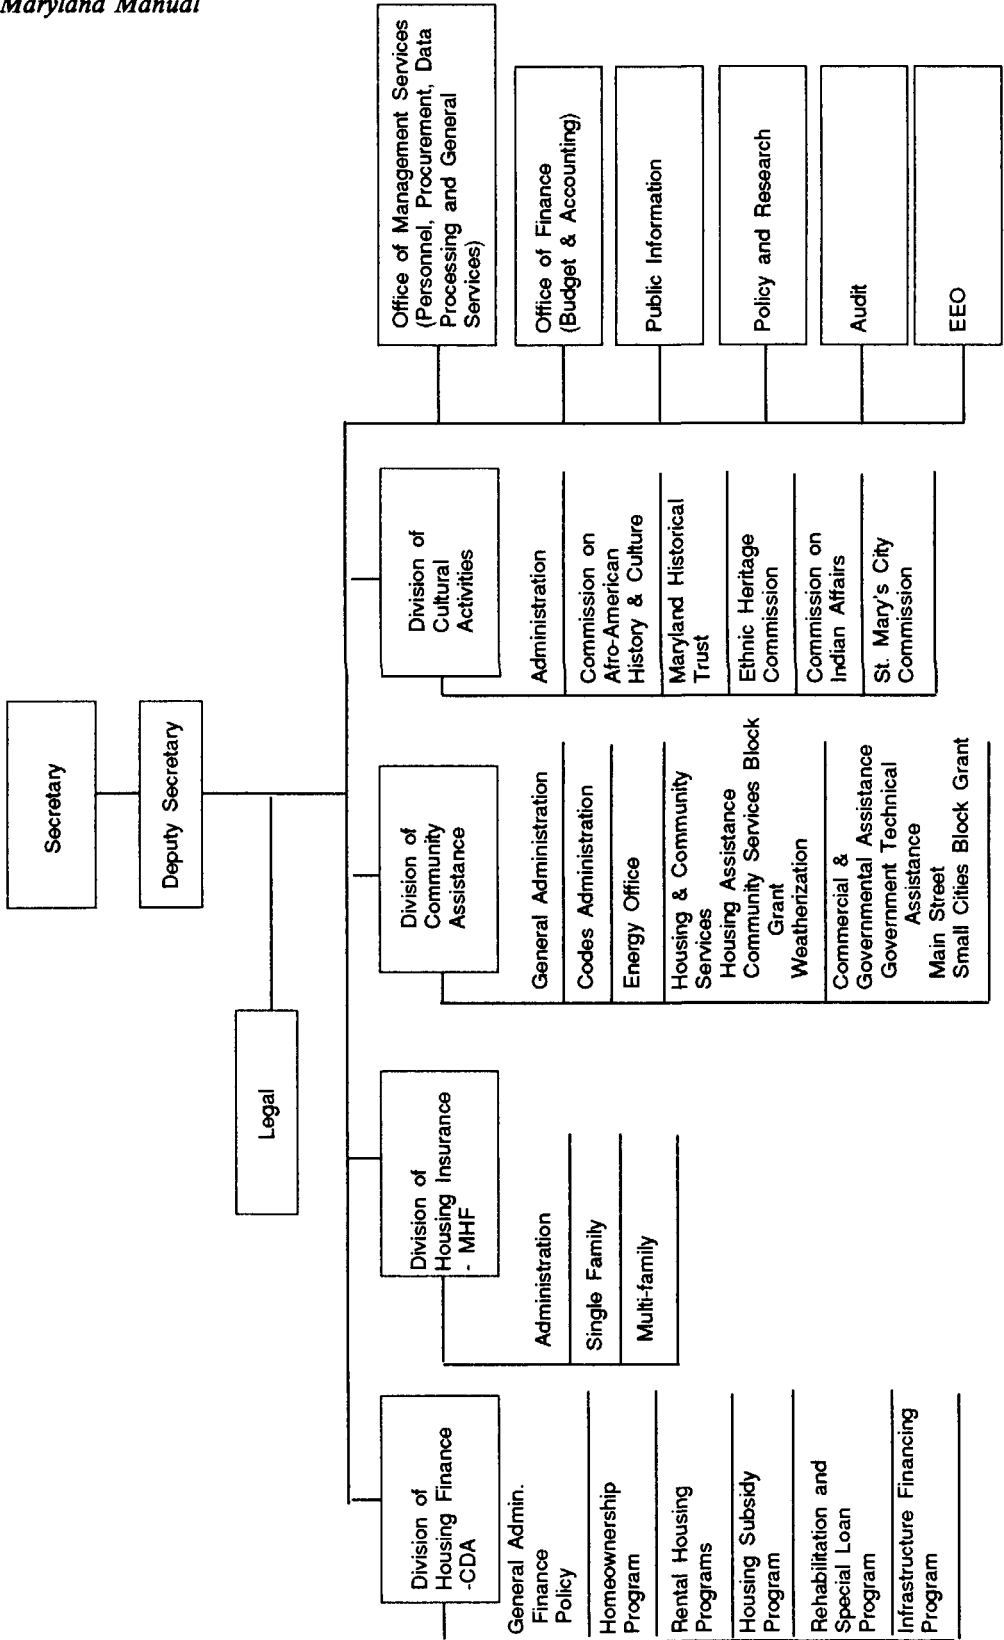 Maryland Manual
Secretary
Deputy Secretary
Legal
Division of
Housing Finance
-CDA
General Admin.
Finance
Policy
Homeownership
Program
Rental Housing
Programs
Housing Subsidy
Program
Rehabilitation and
Special Loan
Program
Infrastructure Financing
Program
Division of
Housing Insurance
- MHF
Administration
Single Family
Multi-family
Division of
Community
Assistance
General Administration
Codes Administration
Energy Office
Housing & Community
Services
Housing Assistance
Community Services Block
Grant
Weatherization
Commercial &
Governmental Assistance
Government Technical
Assistance
Main Street
Small Cities Block Grant
Division of
Cultural
Activities
Administration
Commission on
Afro-American
History & Culture
Maryland Historical
Trust
Ethnic Heritage
Commission
Commission on
Indian Affairs
St. Mary's City
Commission
Office of Management Services
(Personnel, Procurement, Data
Processing and General
Services)
Office of Finance
(Budget & Accounting)
Public Information
Policy and Research
Audit
EEO